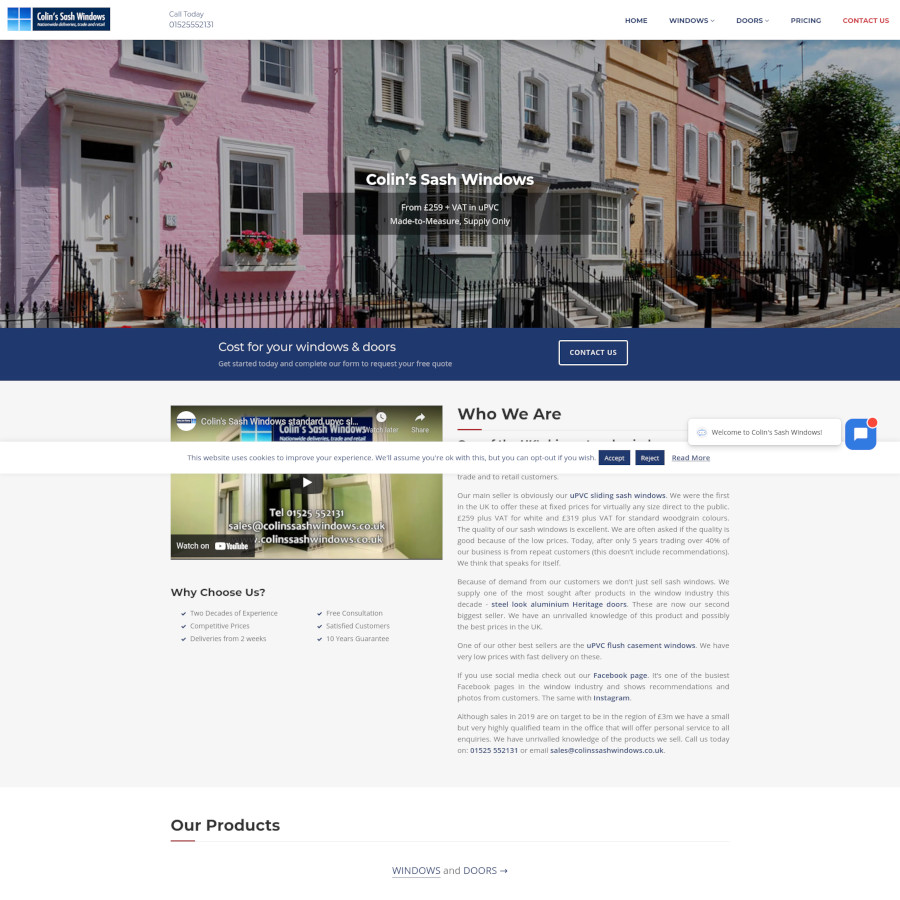 Colin's Sash Windows
Nationwide deliveries, trade and retail
Call Today
01525552131
HOME
WINDOWS
DOORS
PRICING
CONTACT US
Colin's Sash Windows
From £259 + VAT in uPVC
Made-to-Measure, Supply Only
Cost for your windows & doors
Get started today and complete our form to request your free quote
CONTACT US
Colin's Sash Windows standard upvc sl...
Watch later
Share
Colin's Sash Windows
Nationwide deliveries, trade and retail
Tel 01525 552131
sales@colinssashwindows.co.uk
www.colinssashwindows.co.uk
Watch on YouTube
Why Choose Us?
Two Decades of Experience
Competitive Prices
Deliveries from 2 weeks
Free Consultation
Satisfied Customers
10 Years Guarantee
Who We Are
Welcome to Colin's Sash Windows!
This website uses cookies to improve your experience. We'll assume you're ok with this, but you can opt-out if you wish. Accept Reject Read More
trade and to retail customers.
Our main seller is obviously our uPVC sliding sash windows. We were the first
in the UK to offer these at fixed prices for virtually any size direct to the public.
£259 plus VAT for white and £319 plus VAT for standard woodgrain colours.
The quality of our sash windows is excellent. We are often asked if the quality is
good because of the low prices. Today, after only 5 years trading over 40% of
our business is from repeat customers (this doesn't include recommendations).
We think that speaks for itself.
Because of demand from our customers we don't just sell sash windows. We
supply one of the most sought after products in the window industry this
decade - steel look aluminium Heritage doors. These are now our second
biggest seller. We have an unrivalled knowledge of this product and possibly
the best prices in the UK.
One of our other best sellers are the uPVC flush casement windows. We have
very low prices with fast delivery on these.
If you use social media check out our Facebook page. It's one of the busiest
Facebook pages in the window industry and shows recommendations and
photos from customers. The same with Instagram.
Although sales in 2019 are on target to be in the region of £3m we have a small
but very highly qualified team in the office that will offer personal service to all
enquiries. We have unrivalled knowledge of the products we sell. Call us today
on: 01525 552131 or email sales@colinssashwindows.co.uk.
Our Products
WINDOWS and DOORS →